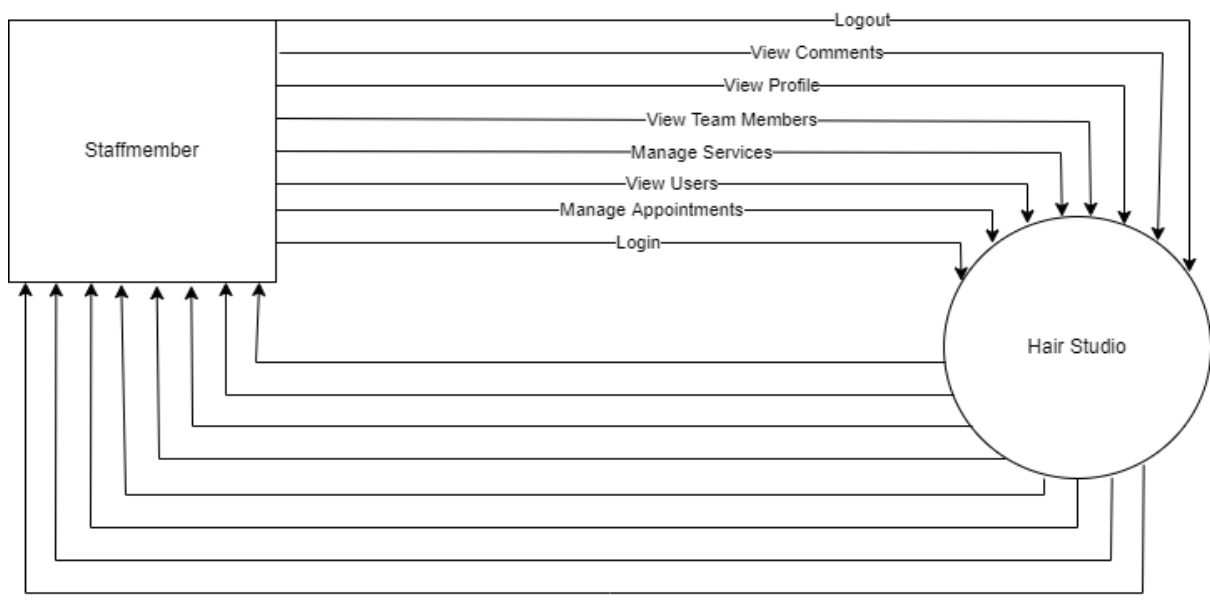 Logout
View Comments
View Profile
View Team Members
Staffmember
Manage Services
View Users
Manage Appointments
Login
Hair Studio